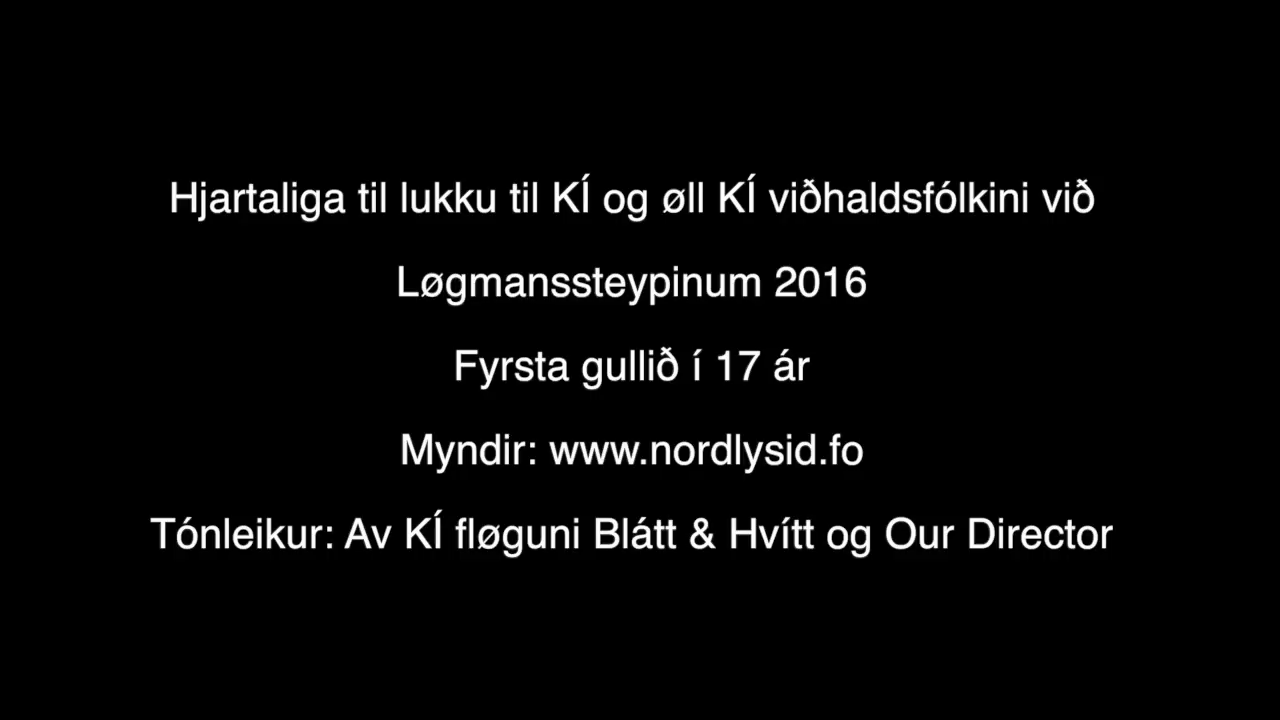 Hjartaliga til lukku til KÍ og øll KÍ viðhaldsfólkini við
Løgmanssteypinum 2016
Fyrsta gullið í 17 ár
Myndir: www.nordlysid.fo
Tónleikur: Av KÍ fløguni Blátt & Hvítt og Our Director